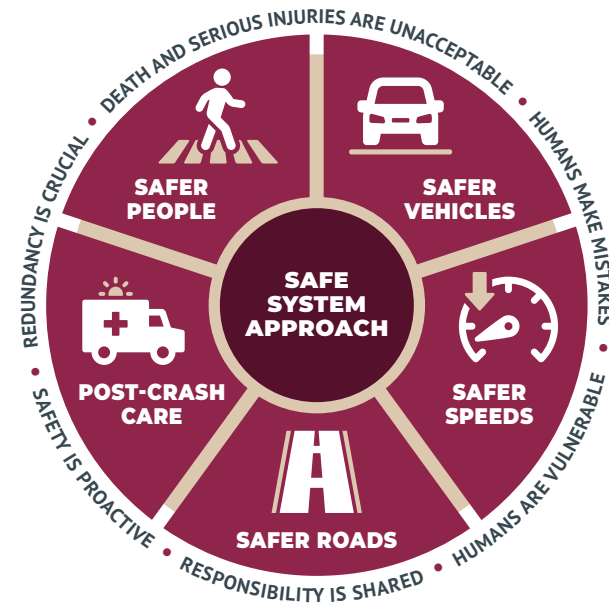 DEATH AND SERIOUS INJURIES ARE UNACCEPTABLE
HUMANS MAKE MISTAKES
HUMANS ARE VULNERABLE
RESPONSIBILITY IS SHARED
SAFETY IS PROACTIVE
REDUNDANCY IS CRUCIAL
SAFER
PEOPLE
SAFER
VEHICLES
SAFE
SYSTEM
APPROACH
POST-CRASH
CARE
SAFER
SPEEDS
SAFER ROADS